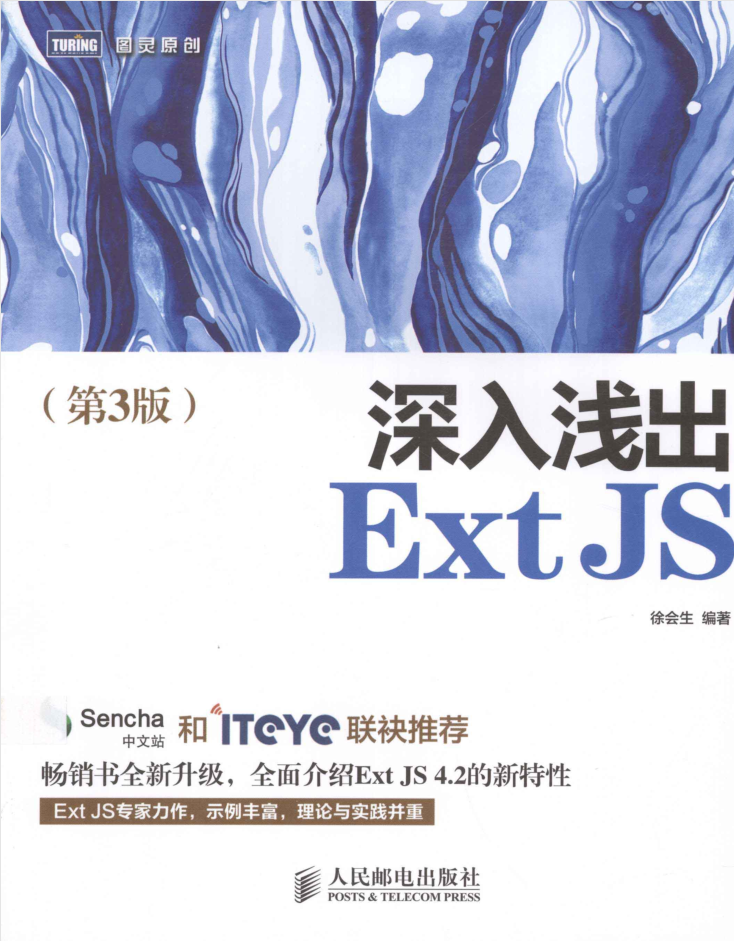 TURING 图灵原创
（第3版）
深入浅出
Ext JS
徐会生 编著
Sencha
中文站
和 ITeye 联袂推荐
畅销书全新升级，全面介绍Ext JS 4.2的新特性
Ext JS专家力作，示例丰富，理论与实践并重
人民邮电出版社
POSTS & TELECOM PRESS